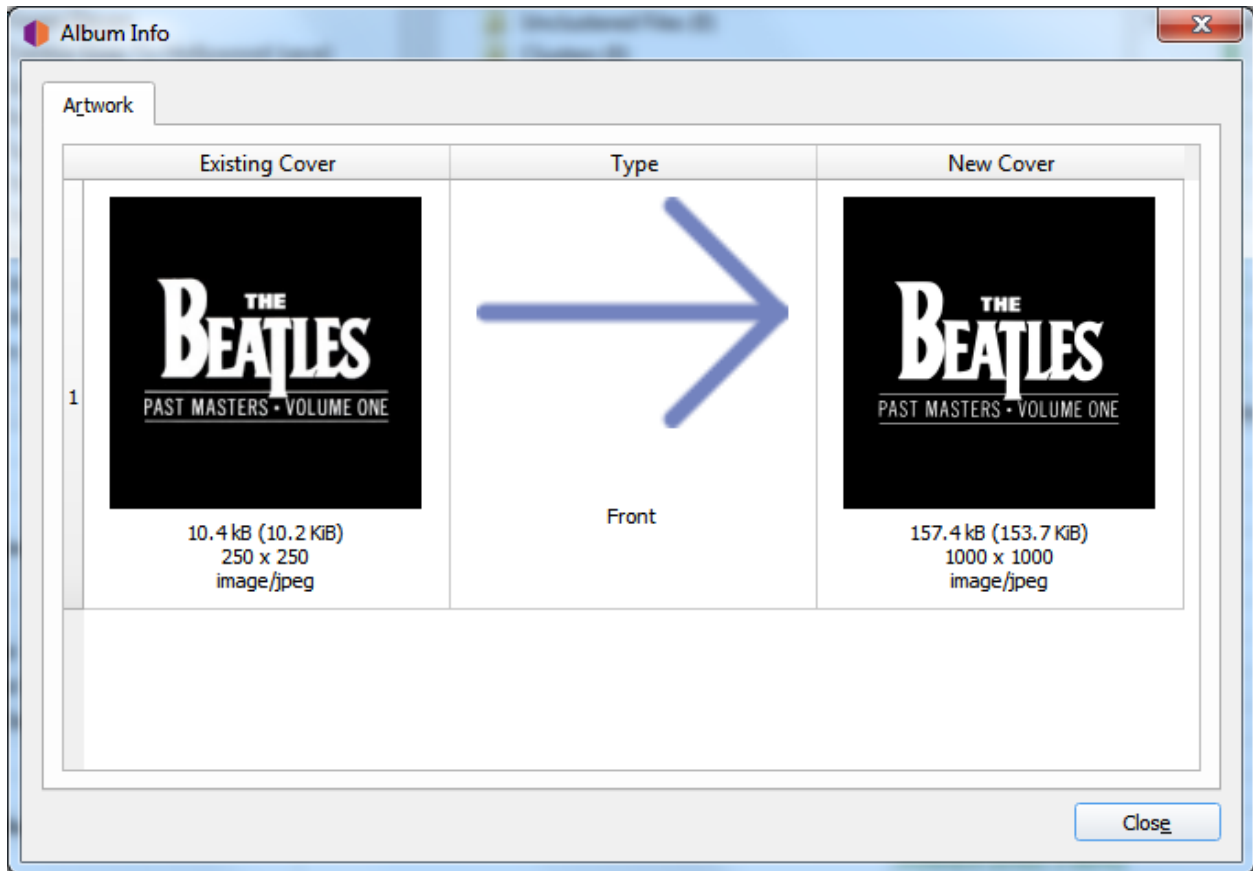 Album Info
Artwork
Existing Cover Type New Cover
1
THE
BEATLES
PAST MASTERS • VOLUME ONE
10.4 kB (10.2 KiB)
250 x 250
image/jpeg
Front
THE
BEATLES
PAST MASTERS • VOLUME ONE
157.4 kB (153.7 KiB)
1000 x 1000
image/jpeg
Close